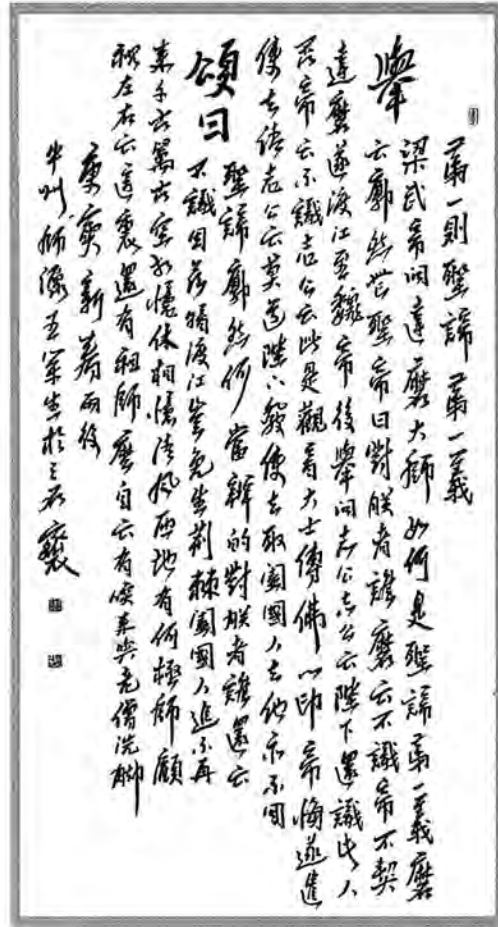 第一則聖諦第一義
舉
梁武帝問達磨大師如何是聖諦第一義磨
云廓然無聖帝曰對朕者誰磨云不識帝不契
達磨遂渡江至魏帝後舉問志公志公云陛下還識此人
否帝云不識志公云此是觀音大士傳佛心印帝悔遂遣
使去請志公云莫道陛下發使去取闔國人去他亦不回
頌曰
聖諦廓然何當辨的對朕者誰還云
不識因茲暗渡江豈免生荆棘闔國人追不再
來千古萬古空相憶休相憶清風匝地有何極師顧
視左右云這裏還有祖師麼自云有喚來與老僧洗腳
庚寅新春雨後